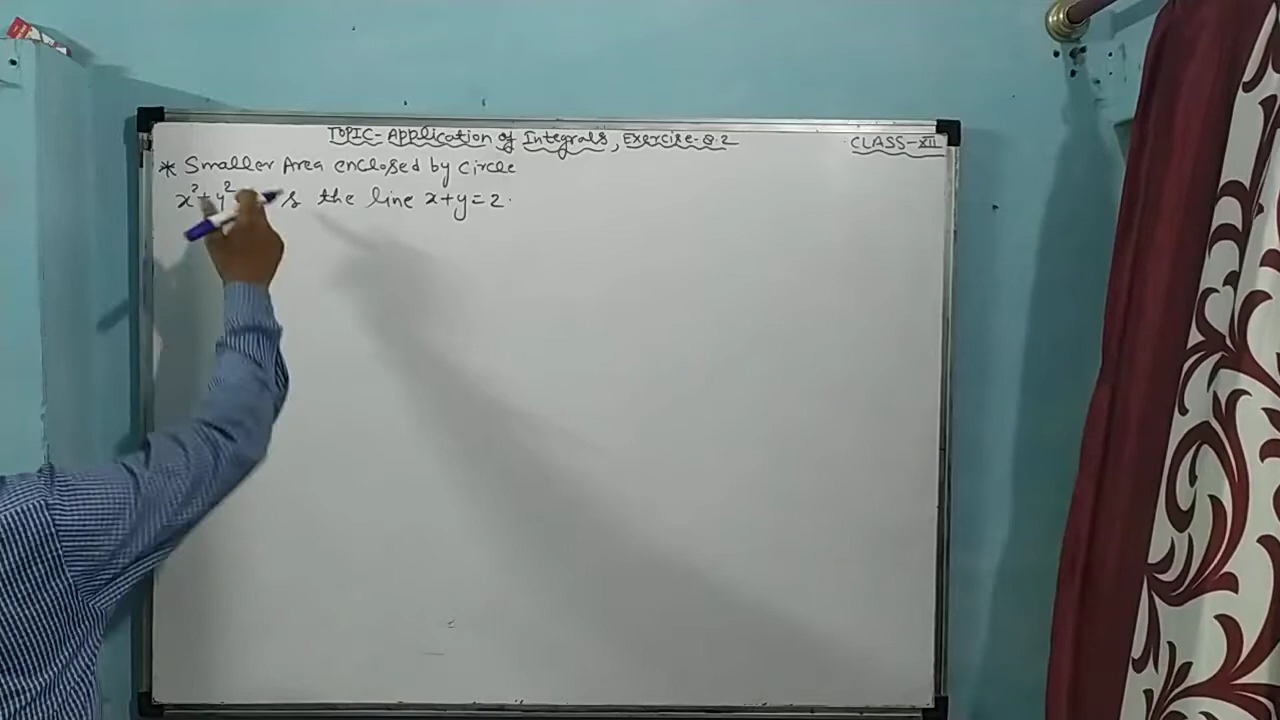 TOPIC-Application of Integrals, Exercise-8.2
CLASS-XII
* Smaller Area enclosed by circle
x²+y² the line x+y=2.